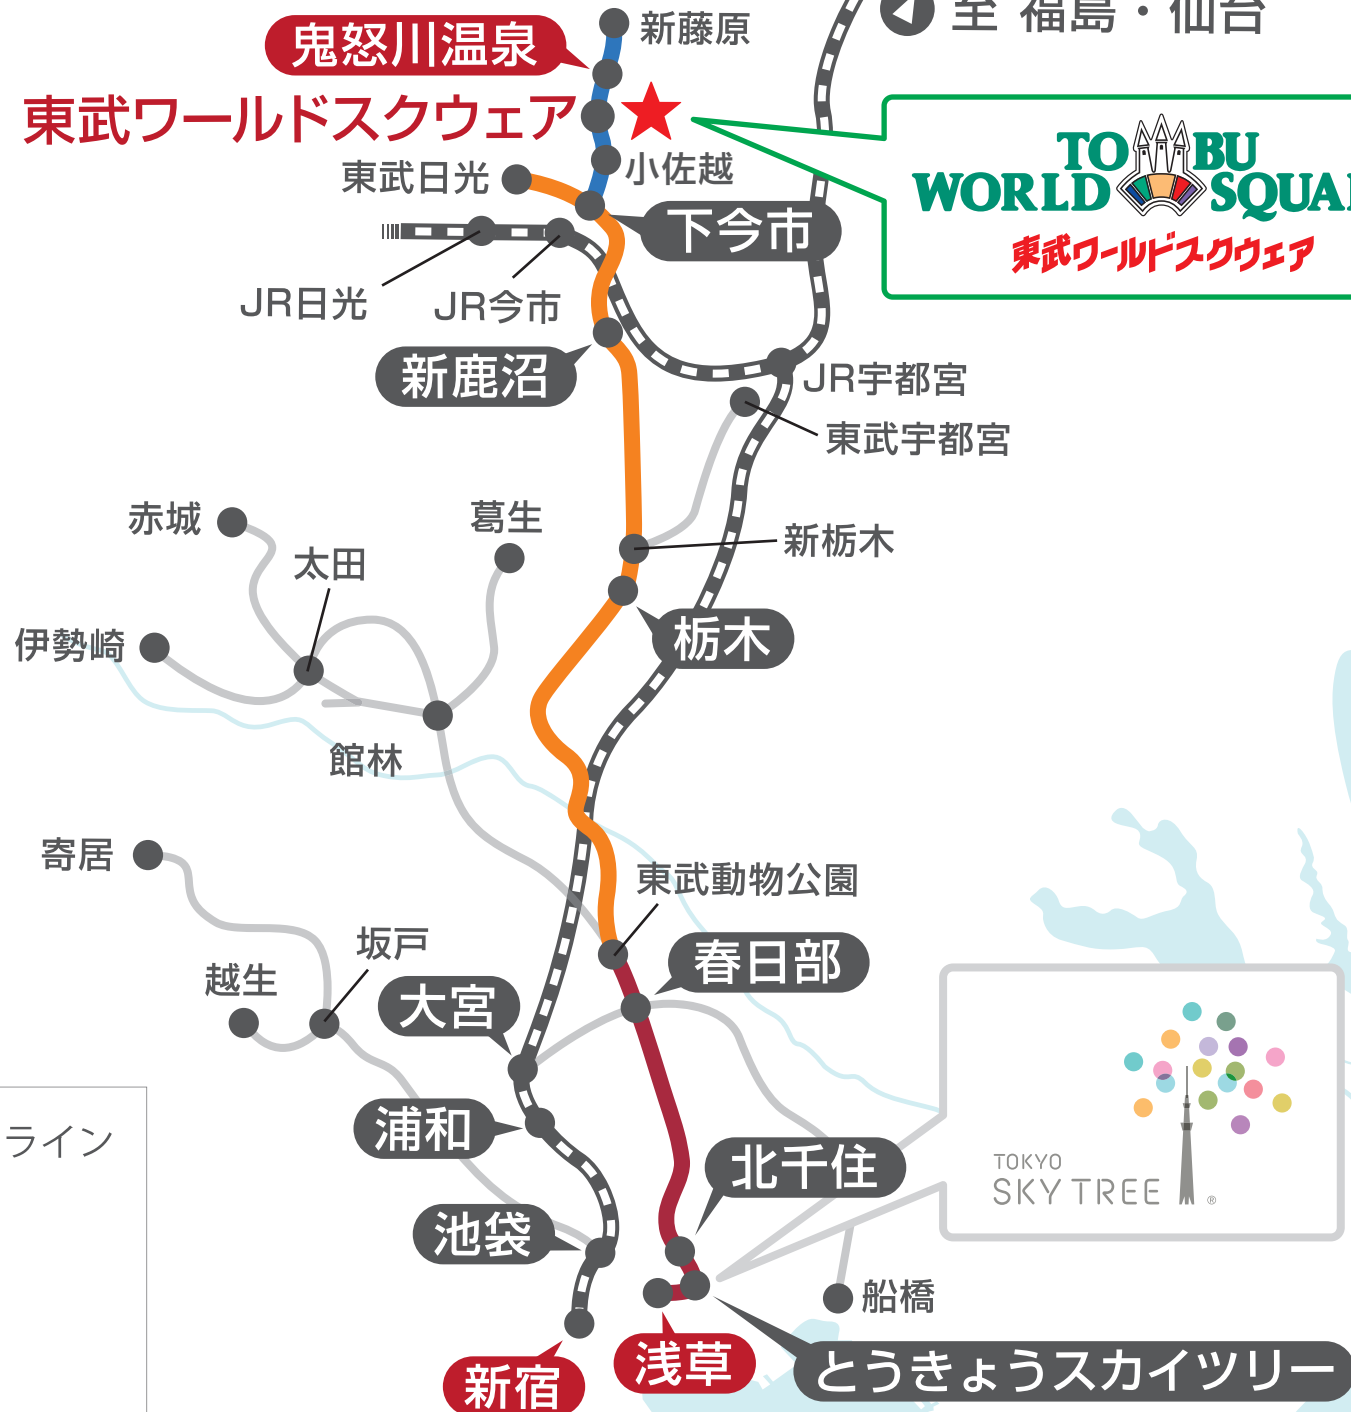 至 福島・仙台
新藤原
鬼怒川温泉
東武ワールドスクウェア
小佐越
東武日光
下今市
TOBU
WORLD SQUA
東武ワールドスクウェア
JR日光
JR今市
新鹿沼
JR宇都宮
東武宇都宮
赤城
葛生
新栃木
太田
伊勢崎
栃木
館林
寄居
東武動物公園
坂戸
春日部
越生
大宮
ライン
浦和
北千住
TOKYO
SKY TREE ®
池袋
船橋
浅草
とうきょうスカイツリー
新宿